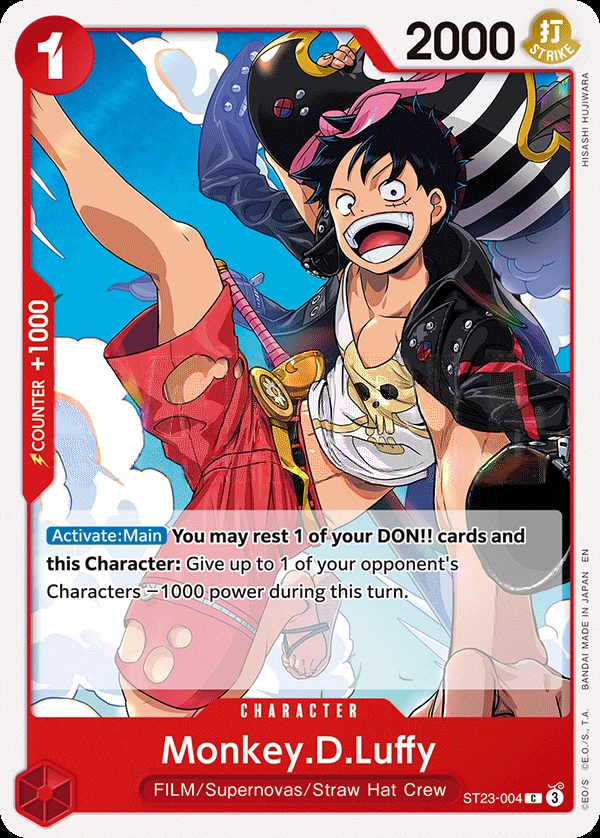 1
2000
打
STRIKE
HISASHI HUJIWARA
COUNTER +1000
Activate:Main You may rest 1 of your DON!! cards and
this Character: Give up to 1 of your opponent's
Characters −1000 power during this turn.
CHARACTER
Monkey.D.Luffy
FILM/Supernovas/Straw Hat Crew
ST23-004 C 3
©E.O/S ©E.O./S., T.A. BANDAI MADE IN JAPAN EN